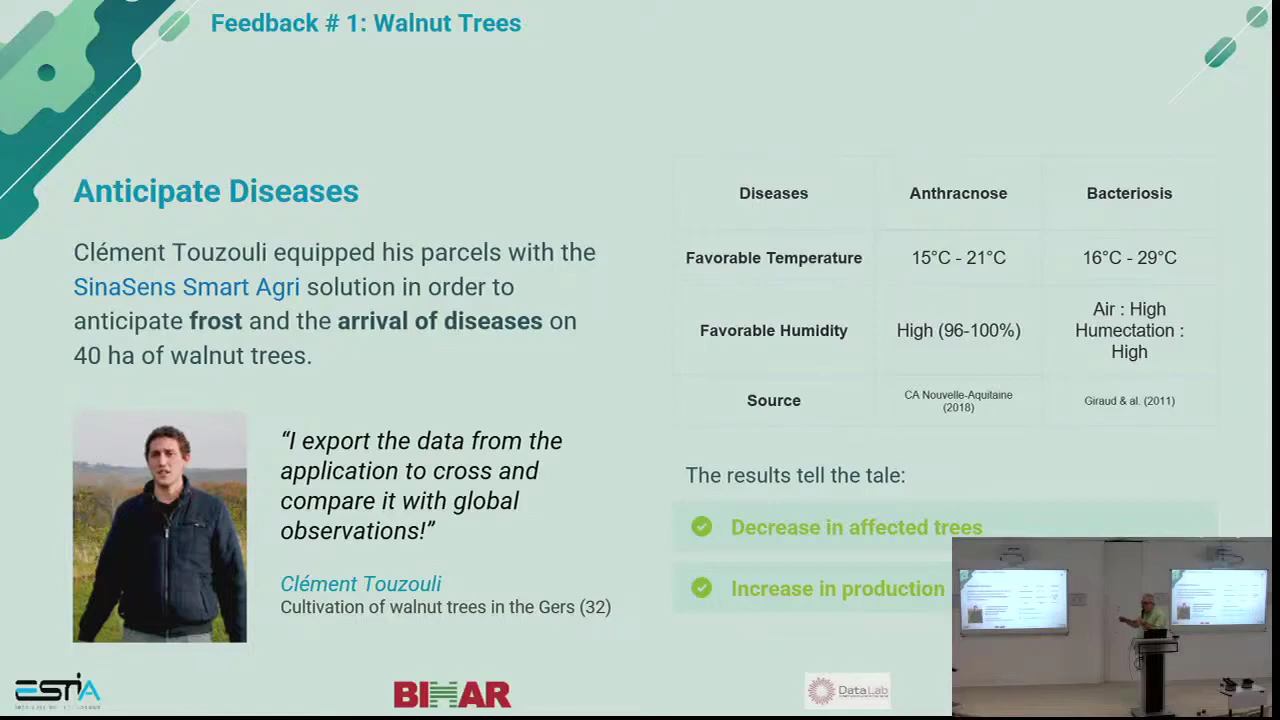 Feedback # 1: Walnut Trees
Anticipate Diseases
Clément Touzouli equipped his parcels with the
SinaSens Smart Agri solution in order to
anticipate frost and the arrival of diseases on
40 ha of walnut trees.
“I export the data from the
application to cross and
compare it with global
observations!”
Clément Touzouli
Cultivation of walnut trees in the Gers (32)
Diseases Anthracnose Bacteriosis
Favorable Temperature 15°C - 21°C 16°C - 29°C
Favorable Humidity High (96-100%) Air : High
Humectation :
High
Source CA Nouvelle-Aquitaine
(2018) Giraud & al. (2011)
The results tell the tale:
Decrease in affected trees
Increase in production
ESTIA
BIHAR
DataLab